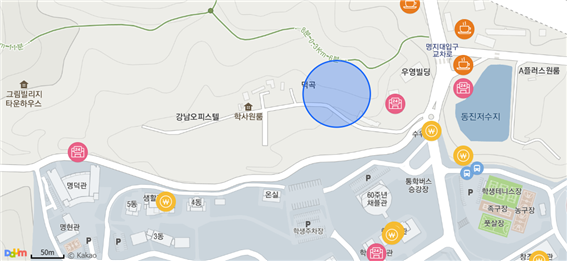 명지대입구
교차로
우영빌딩
A플러스원룸
덕곡
그림빌리지
타운하우스
강남오피스텔
학사원룸
동진저수지
명덕관
생활
5동
4동
온실
60주년
채플관
통학버스
승강장
학생테니스장
족구장
농구장
풋살장
명현관
3동
학생주차장
P
P
P
P
50m
© Kakao